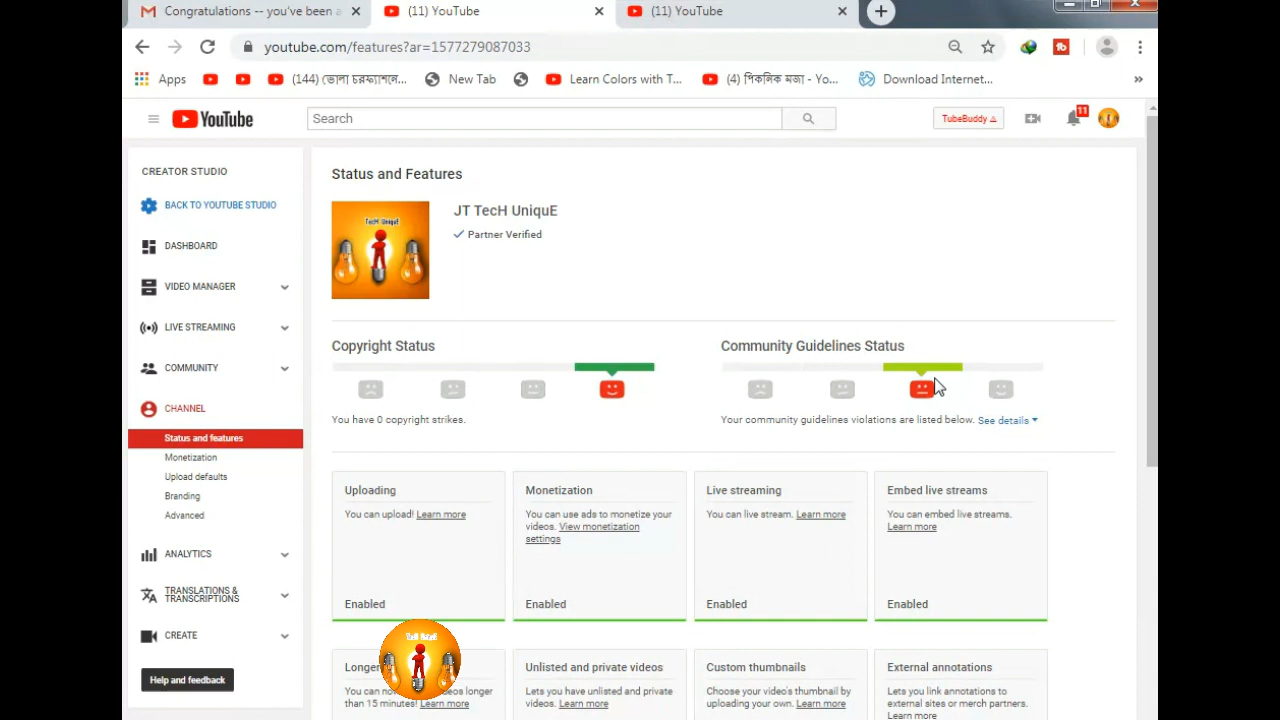 Congratulations -- you've been a
(11) YouTube
(11) YouTube
youtube.com/features?ar=1577279087033
Apps
(144) ভোলা চরফ্যাশনে...
New Tab
Learn Colors with T...
(4) পিকনিক মজা - Yo...
Download Internet...
»
YouTube
Search
TubeBuddy
11
CREATOR STUDIO
BACK TO YOUTUBE STUDIO
DASHBOARD
VIDEO MANAGER
LIVE STREAMING
COMMUNITY
CHANNEL
Status and features
Monetization
Upload defaults
Branding
Advanced
ANALYTICS
TRANSLATIONS &
TRANSCRIPTIONS
CREATE
Help and feedback
Status and Features
TecH UniquE
JT TecH UniquE
Partner Verified
Copyright Status
You have 0 copyright strikes.
Community Guidelines Status
Your community guidelines violations are listed below. See details
Uploading
You can upload! Learn more
Enabled
Monetization
You can use ads to monetize your
videos. View monetization
settings
Enabled
Live streaming
You can live stream. Learn more
Enabled
Embed live streams
You can embed live streams.
Learn more
Enabled
Longer
You can no
than 15 minutes! Learn more
Unlisted and private videos
Lets you have unlisted and private
videos. Learn more
Custom thumbnails
Choose your video's thumbnail by
uploading your own. Learn more
External annotations
Lets you link annotations to
external sites or merch partners.
Learn more